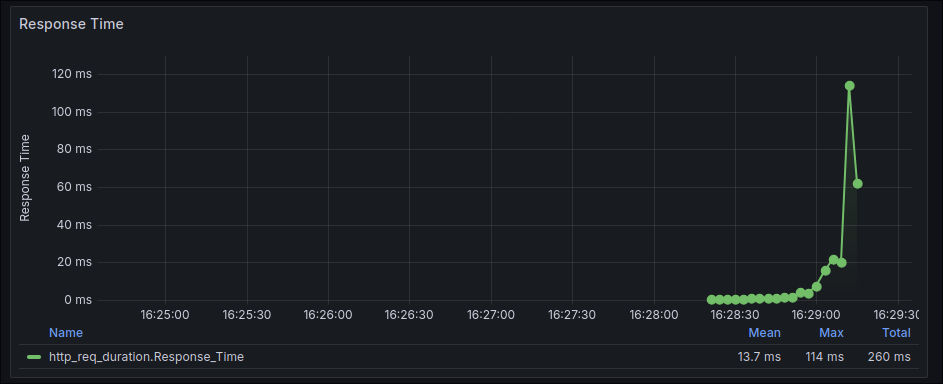 Response Time
120 ms
100 ms
80 ms
60 ms
40 ms
20 ms
0 ms
Response Time
16:25:00 16:25:30 16:26:00 16:26:30 16:27:00 16:27:30 16:28:00 16:28:30 16:29:00 16:29:30
Name Mean Max Total
http_req_duration.Response_Time 13.7 ms 114 ms 260 ms